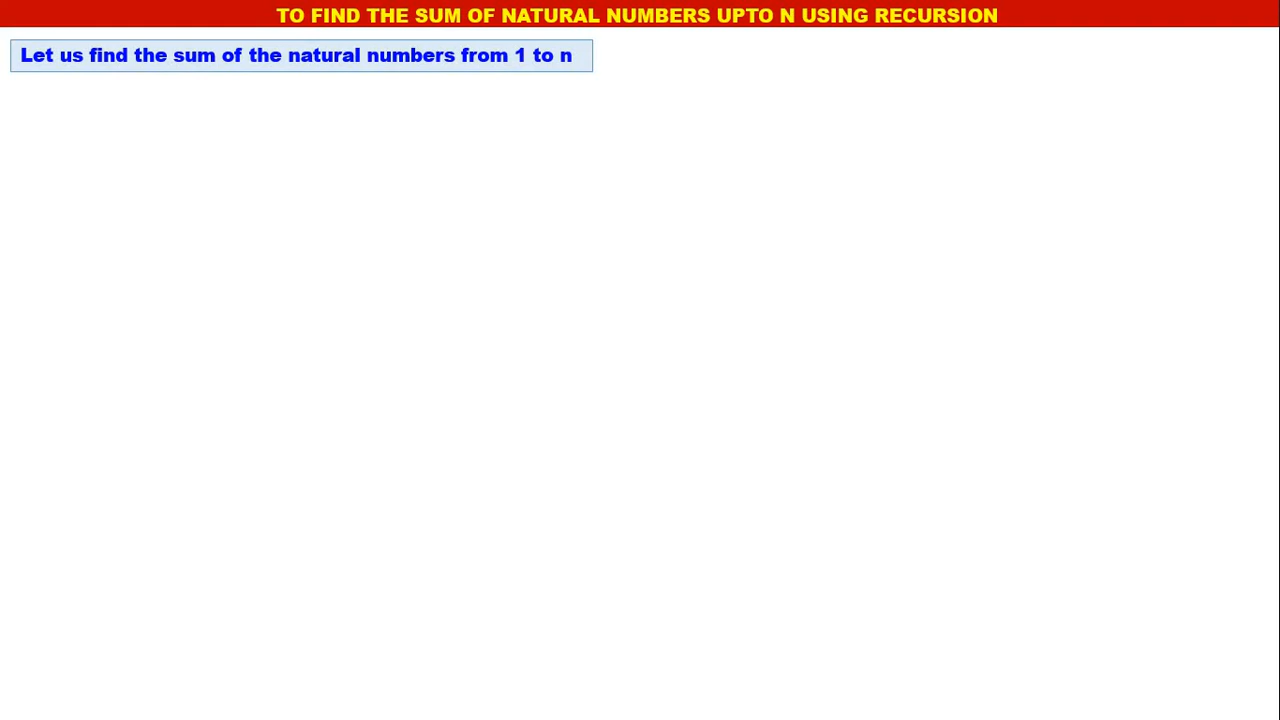 TO FIND THE SUM OF NATURAL NUMBERS UPTO N USING RECURSION
Let us find the sum of the natural numbers from 1 to n